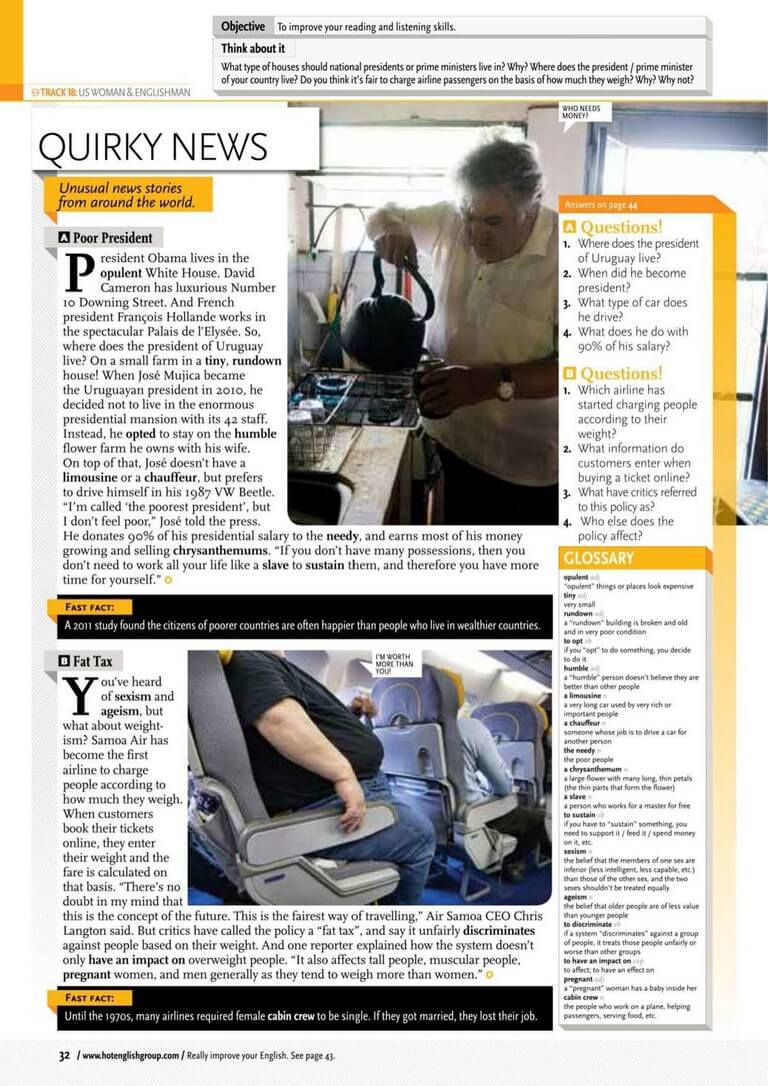 Objective To improve your reading and listening skills.
Think about it
What type of houses should national presidents or prime ministers live in? Why? Where does the president / prime minister
of your country live? Do you think it's fair to charge airline passengers on the basis of how much they weigh? Why? Why not?
TRACK 18: US WOMAN & ENGLISHMAN
QUIRKY NEWS
Unusual news stories
from around the world.
A Poor President
President Obama lives in the
opulent White House. David
Cameron has luxurious Number
10 Downing Street. And French
president François Hollande works in
the spectacular Palais de l'Elysée. So,
where does the president of Uruguay
live? On a small farm in a tiny, rundown
house! When José Mujica became
the Uruguayan president in 2010, he
decided not to live in the enormous
presidential mansion with its 42 staff.
Instead, he opted to stay on the humble
flower farm he owns with his wife.
On top of that, José doesn't have a
limousine or a chauffeur, but prefers
to drive himself in his 1987 VW Beetle.
"I'm called 'the poorest president', but
I don't feel poor," José told the press.
He donates 90% of his presidential salary to the needy, and earns most of his money
growing and selling chrysanthemums. "If you don't have many possessions, then you
don't need to work all your life like a slave to sustain them, and therefore you have more
time for yourself."
FAST FACT:
A 2011 study found the citizens of poorer countries are often happier than people who live in wealthier countries.
B Fat Tax
You've heard
of sexism and
ageism, but
what about weight-
ism? Samoa Air has
become the first
airline to charge
people according to
how much they weigh.
When customers
book their tickets
online, they enter
their weight and the
fare is calculated on
that basis. "There's no
doubt in my mind that
this is the concept of the future. This is the fairest way of travelling," Air Samoa CEO Chris
Langton said. But critics have called the policy a "fat tax", and say it unfairly discriminates
against people based on their weight. And one reporter explained how the system doesn't
only have an impact on overweight people. "It also affects tall people, muscular people,
pregnant women, and men generally as they tend to weigh more than women."
FAST FACT:
Until the 1970s, many airlines required female cabin crew to be single. If they got married, they lost their job.
WHO NEEDS
MONEY?
I'M WORTH
MORE THAN
YOU!
Answers on page 44
A Questions!
1. Where does the president
of Uruguay live?
2. When did he become
president?
3. What type of car does
he drive?
4. What does he do with
90% of his salary?
B Questions!
1. Which airline has
started charging people
according to their
weight?
2. What information do
customers enter when
buying a ticket online?
3. What have critics referred
to this policy as?
4. Who else does the
policy affect?
GLOSSARY
opulent adj
"opulent" things or places look expensive
tiny adj
very small
rundown adj
a "rundown" building is broken and old
and in very poor condition
to opt vb
if you "opt" to do something, you decide
to do it
humble adj
a "humble" person doesn't believe they are
better than other people
a limousine n
a very long car used by very rich or
important people
a chauffeur n
someone whose job is to drive a car for
another person
the needy n
the poor people
a chrysanthemum n
a large flower with many long, thin petals
(the thin parts that form the flower)
a slave n
a person who works for a master for free
to sustain vb
if you have to "sustain" something, you
need to support it / feed it / spend money
on it, etc.
sexism n
the belief that the members of one sex are
inferior (less intelligent, less capable, etc.)
than those of the other sex, and the two
sexes shouldn't be treated equally
ageism n
the belief that older people are of less value
than younger people
to discriminate vb
if a system "discriminates" against a group
of people, it treats those people unfairly or
worse than other groups
to have an impact on exp
to affect; to have an effect on
pregnant adj
a "pregnant" woman has a baby inside her
cabin crew n
the people who work on a plane, helping
passengers, serving food, etc.
32 / www.hotenglishgroup.com / Really improve your English. See page 43.